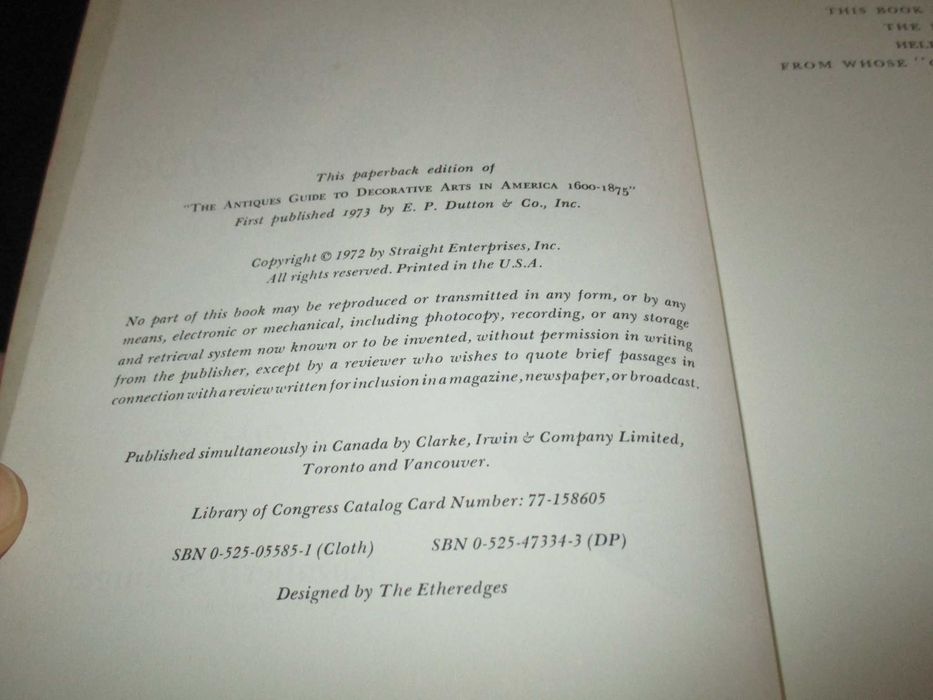 This paperback edition of
"The Antiques Guide to Decorative Arts in America 1600-1875"
First published 1973 by E. P. Dutton & Co., Inc.
Copyright © 1972 by Straight Enterprises, Inc.
All rights reserved. Printed in the U.S.A.
No part of this book may be reproduced or transmitted in any form, or by any
means, electronic or mechanical, including photocopy, recording, or any storage
and retrieval system now known or to be invented, without permission in writing
from the publisher, except by a reviewer who wishes to quote brief passages in
connection with a review written for inclusion in a magazine, newspaper, or broadcast.
Published simultaneously in Canada by Clarke, Irwin & Company Limited,
Toronto and Vancouver.
Library of Congress Catalog Card Number: 77-158605
SBN 0-525-05585-1 (Cloth) SBN 0-525-47334-3 (DP)
Designed by The Etheredges
THIS BOOK
THE
FROM WHOSE